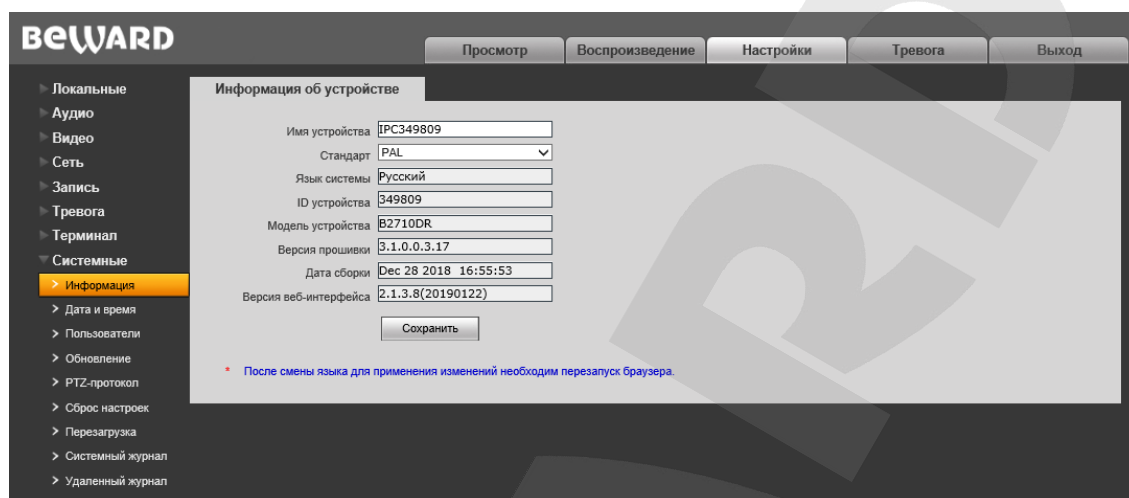 BEWARD
Просмотр Воспроизведение Настройки Тревога Выход
Локальные
Аудио
Видео
Сеть
Запись
Тревога
Терминал
Системные
Информация
Дата и время
Пользователи
Обновление
PTZ-протокол
Сброс настроек
Перезагрузка
Системный журнал
Удаленный журнал
Информация об устройстве
Имя устройства IPC349809
Стандарт PAL
Язык системы Русский
ID устройства 349809
Модель устройства B2710DR
Версия прошивки 3.1.0.0.3.17
Дата сборки Dec 28 2018 16:55:53
Версия веб-интерфейса 2.1.3.8(20190122)
Сохранить
* После смены языка для применения изменений необходим перезапуск браузера.